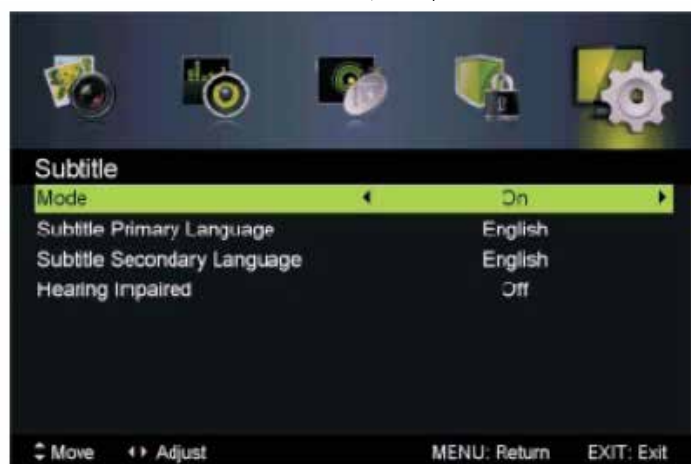 Subtitle
Mode On
Subtitle Primary Language English
Subtitle Secondary Language English
Hearing Impaired Off
Move Adjust MENU: Return EXIT: Exit